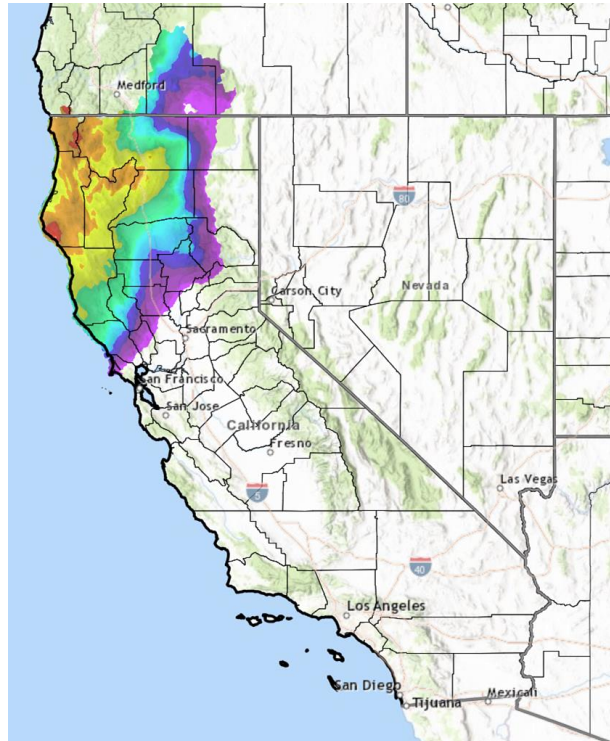 Medford
80
Carson City
Nevada
Sacramento
San Francisco
San Jose
California
Fresno
Las Vegas
5
40
Los Angeles
San Diego
Tijuana
Mexicali